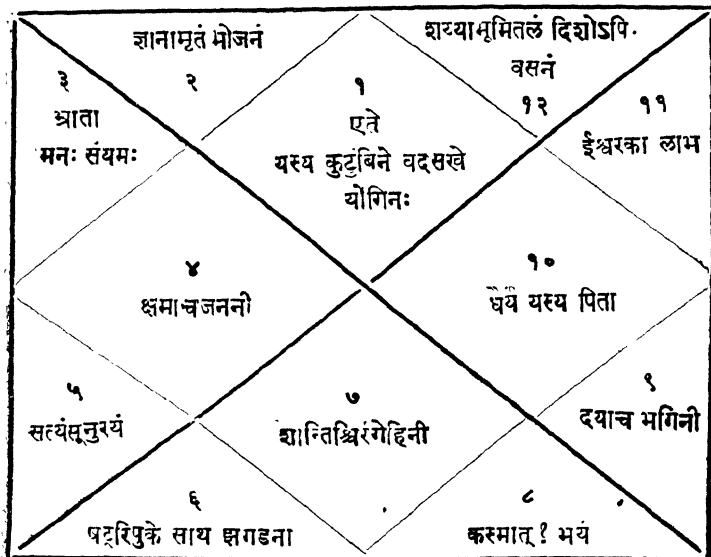 ज्ञानामृतं भोजनं
२
शय्याभूमितलं दिशोऽपि.
वसनं
१२
१
एते
यस्य कुटुंबिने वदसखे
योगिनः
३
भ्राता
मनः संयमः
११
ईश्वरका लाभ
४
क्षमाचजननी
१०
धैर्यं यस्य पिता
५
सत्यंसूनुरयं
७
शान्तिश्चिरंगेहिनी
९
दयाच भगिनी
६
षट्रिपुके साथ झगडना
८
कस्मात्? भयं